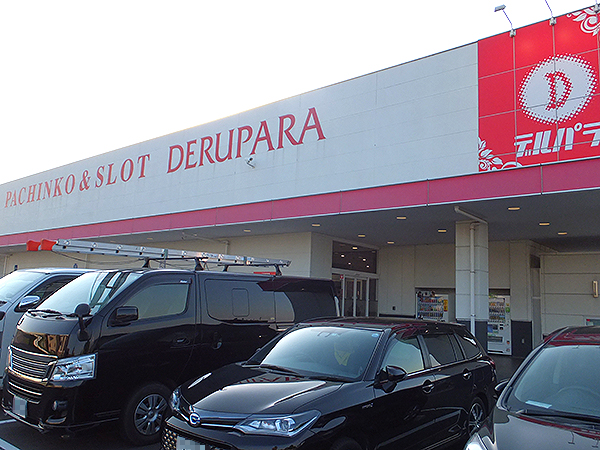 PACHINKO & SLOT DERUPARA
D
デルパラ